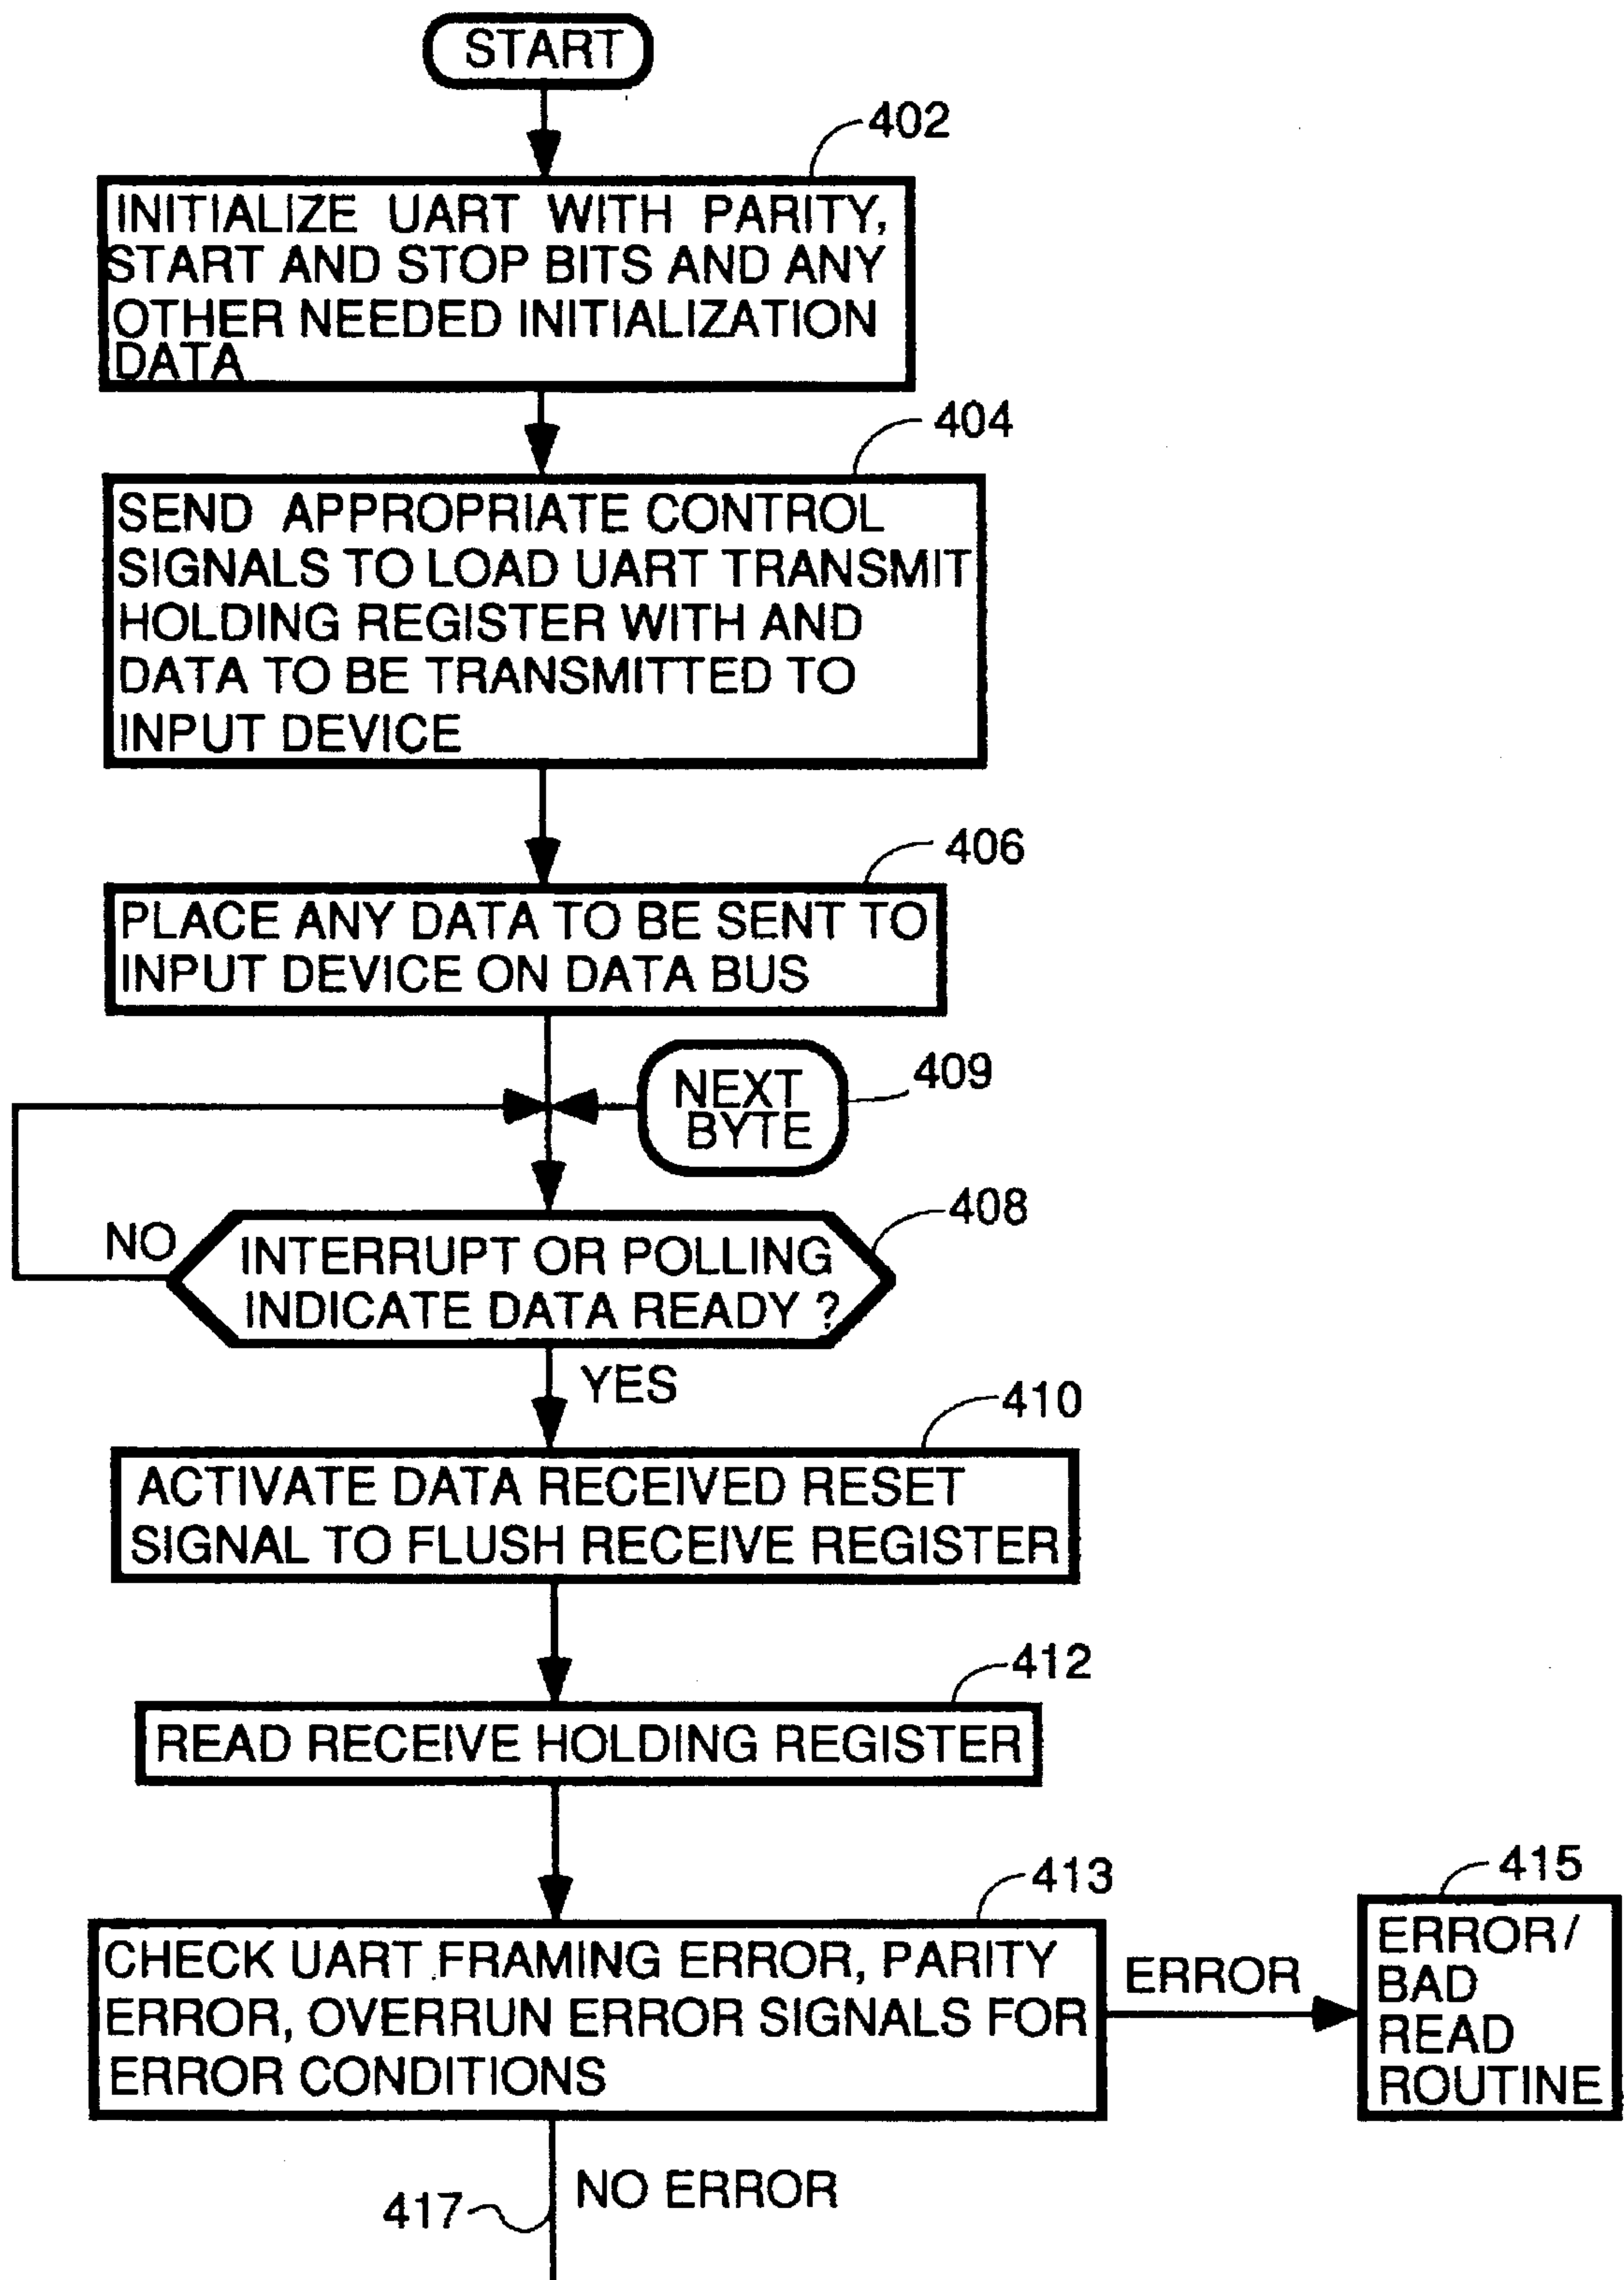 START
402
INITIALIZE UART WITH PARITY,
START AND STOP BITS AND ANY
OTHER NEEDED INITIALIZATION
DATA
404
SEND APPROPRIATE CONTROL
SIGNALS TO LOAD UART TRANSMIT
HOLDING REGISTER WITH AND
DATA TO BE TRANSMITTED TO
INPUT DEVICE
406
PLACE ANY DATA TO BE SENT TO
INPUT DEVICE ON DATA BUS
409
NEXT
BYTE
408
NO
INTERRUPT OR POLLING
INDICATE DATA READY ?
YES
410
ACTIVATE DATA RECEIVED RESET
SIGNAL TO FLUSH RECEIVE REGISTER
412
READ RECEIVE HOLDING REGISTER
413
CHECK UART FRAMING ERROR, PARITY
ERROR, OVERRUN ERROR SIGNALS FOR
ERROR CONDITIONS
ERROR
415
ERROR/
BAD
READ
ROUTINE
417
NO ERROR